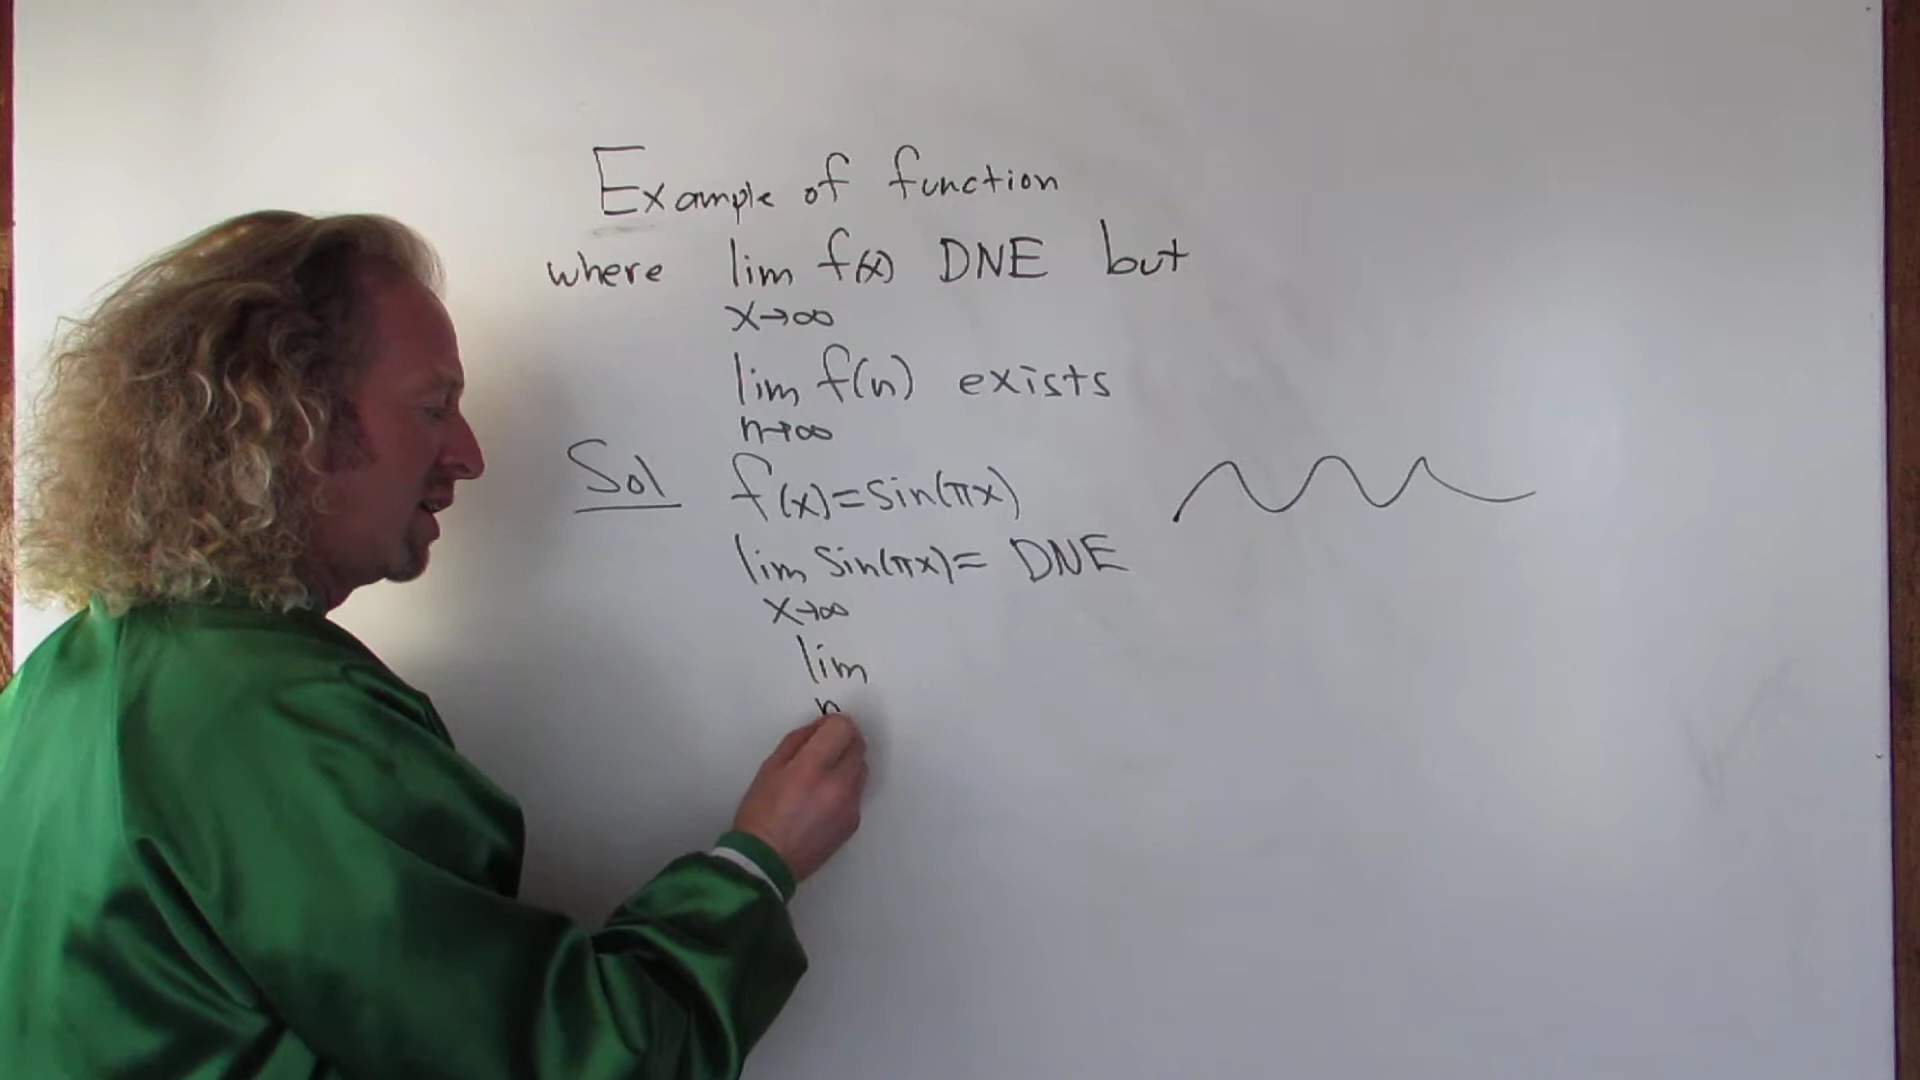 Example of function
where lim f(x) DNE but
x→∞
lim f(n) exists
n→∞
Sol f(x)=sin(πx)
lim sin(πx)= DNE
x→∞
lim
n